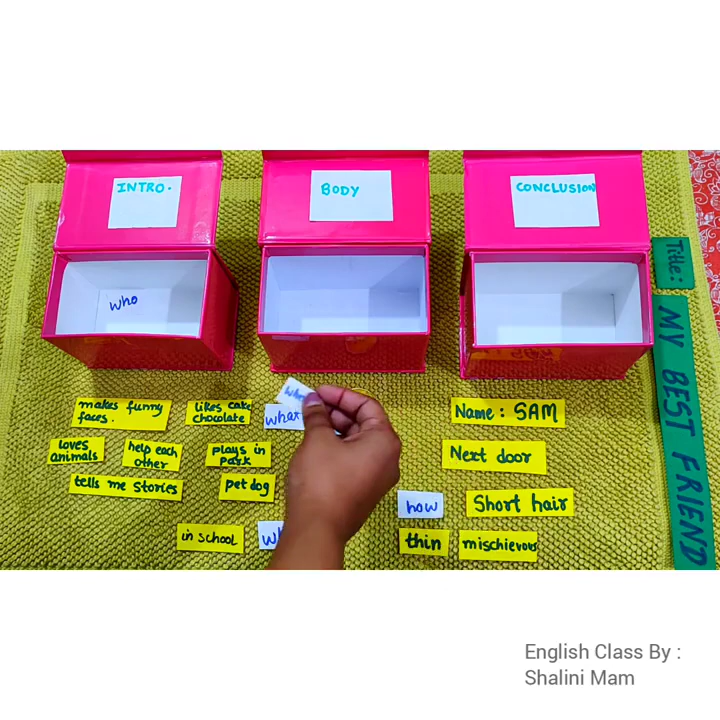 INTRO.
BODY
CONCLUSION
who
Title:
MY BEST FRIEND
makes funny
faces.
likes cake
chocolate
what
Name: SAM
loves
animals
help each
other
plays in
park
Next door
tells me stories
pet dog
how
Short hair
in school
thin
mischievous
English Class By :
Shalini Mam